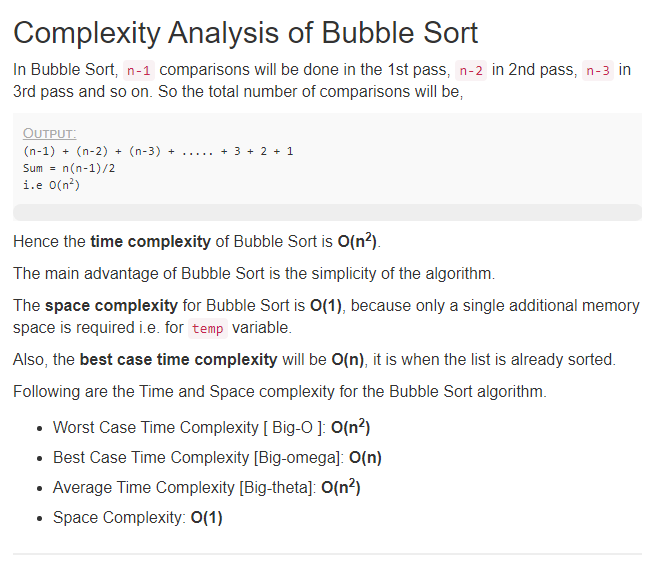 Complexity Analysis of Bubble Sort
In Bubble Sort, n-1 comparisons will be done in the 1st pass, n-2 in 2nd pass, n-3 in
3rd pass and so on. So the total number of comparisons will be,
OUTPUT:
(n-1) + (n-2) + (n-3) + ..... + 3 + 2 + 1
Sum = n(n-1)/2
i.e O(n²)
Hence the time complexity of Bubble Sort is O(n²).
The main advantage of Bubble Sort is the simplicity of the algorithm.
The space complexity for Bubble Sort is O(1), because only a single additional memory
space is required i.e. for temp variable.
Also, the best case time complexity will be O(n), it is when the list is already sorted.
Following are the Time and Space complexity for the Bubble Sort algorithm.
• Worst Case Time Complexity [ Big-O ]: O(n²)
• Best Case Time Complexity [Big-omega]: O(n)
• Average Time Complexity [Big-theta]: O(n²)
• Space Complexity: O(1)